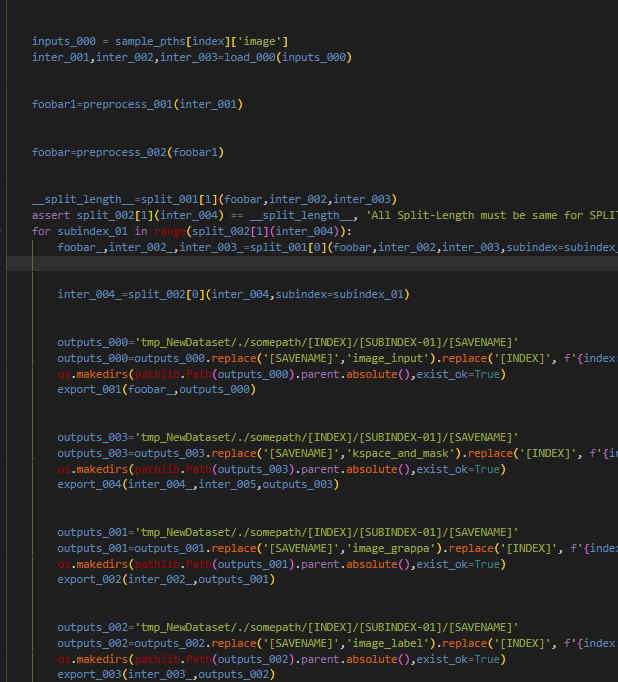 inputs_000 = sample_pths[index]['image']
inter_001,inter_002,inter_003=load_000(inputs_000)
foobar1=preprocess_001(inter_001)
foobar=preprocess_002(foobar1)
__split_length__=split_001[1](foobar,inter_002,inter_003)
assert split_002[1](inter_004) == __split_length__, 'All Split-Length must be same for SPLIT
for subindex_01 in range(split_002[1](inter_004)):
foobar_,inter_002_,inter_003_=split_001[0](foobar,inter_002,inter_003,subindex=subindex_
inter_004_=split_002[0](inter_004,subindex=subindex_01)
outputs_000='tmp_NewDataset/./somepath/[INDEX]/[SUBINDEX-01]/[SAVENAME]'
outputs_000=outputs_000.replace('[SAVENAME]','image_input').replace('[INDEX]', f'{index:
os.makedirs(pathlib.Path(outputs_000).parent.absolute(),exist_ok=True)
export_001(foobar_,outputs_000)
outputs_003='tmp_NewDataset/./somepath/[INDEX]/[SUBINDEX-01]/[SAVENAME]'
outputs_003=outputs_003.replace('[SAVENAME]','kspace_and_mask').replace('[INDEX]', f'{in
os.makedirs(pathlib.Path(outputs_003).parent.absolute(),exist_ok=True)
export_004(inter_004_,inter_005,outputs_003)
outputs_001='tmp_NewDataset/./somepath/[INDEX]/[SUBINDEX-01]/[SAVENAME]'
outputs_001=outputs_001.replace('[SAVENAME]','image_grappa').replace('[INDEX]', f'{index
os.makedirs(pathlib.Path(outputs_001).parent.absolute(),exist_ok=True)
export_002(inter_002_,outputs_001)
outputs_002='tmp_NewDataset/./somepath/[INDEX]/[SUBINDEX-01]/[SAVENAME]'
outputs_002=outputs_002.replace('[SAVENAME]','image_label').replace('[INDEX]', f'{index:
os.makedirs(pathlib.Path(outputs_002).parent.absolute(),exist_ok=True)
export_003(inter_003_,outputs_002)